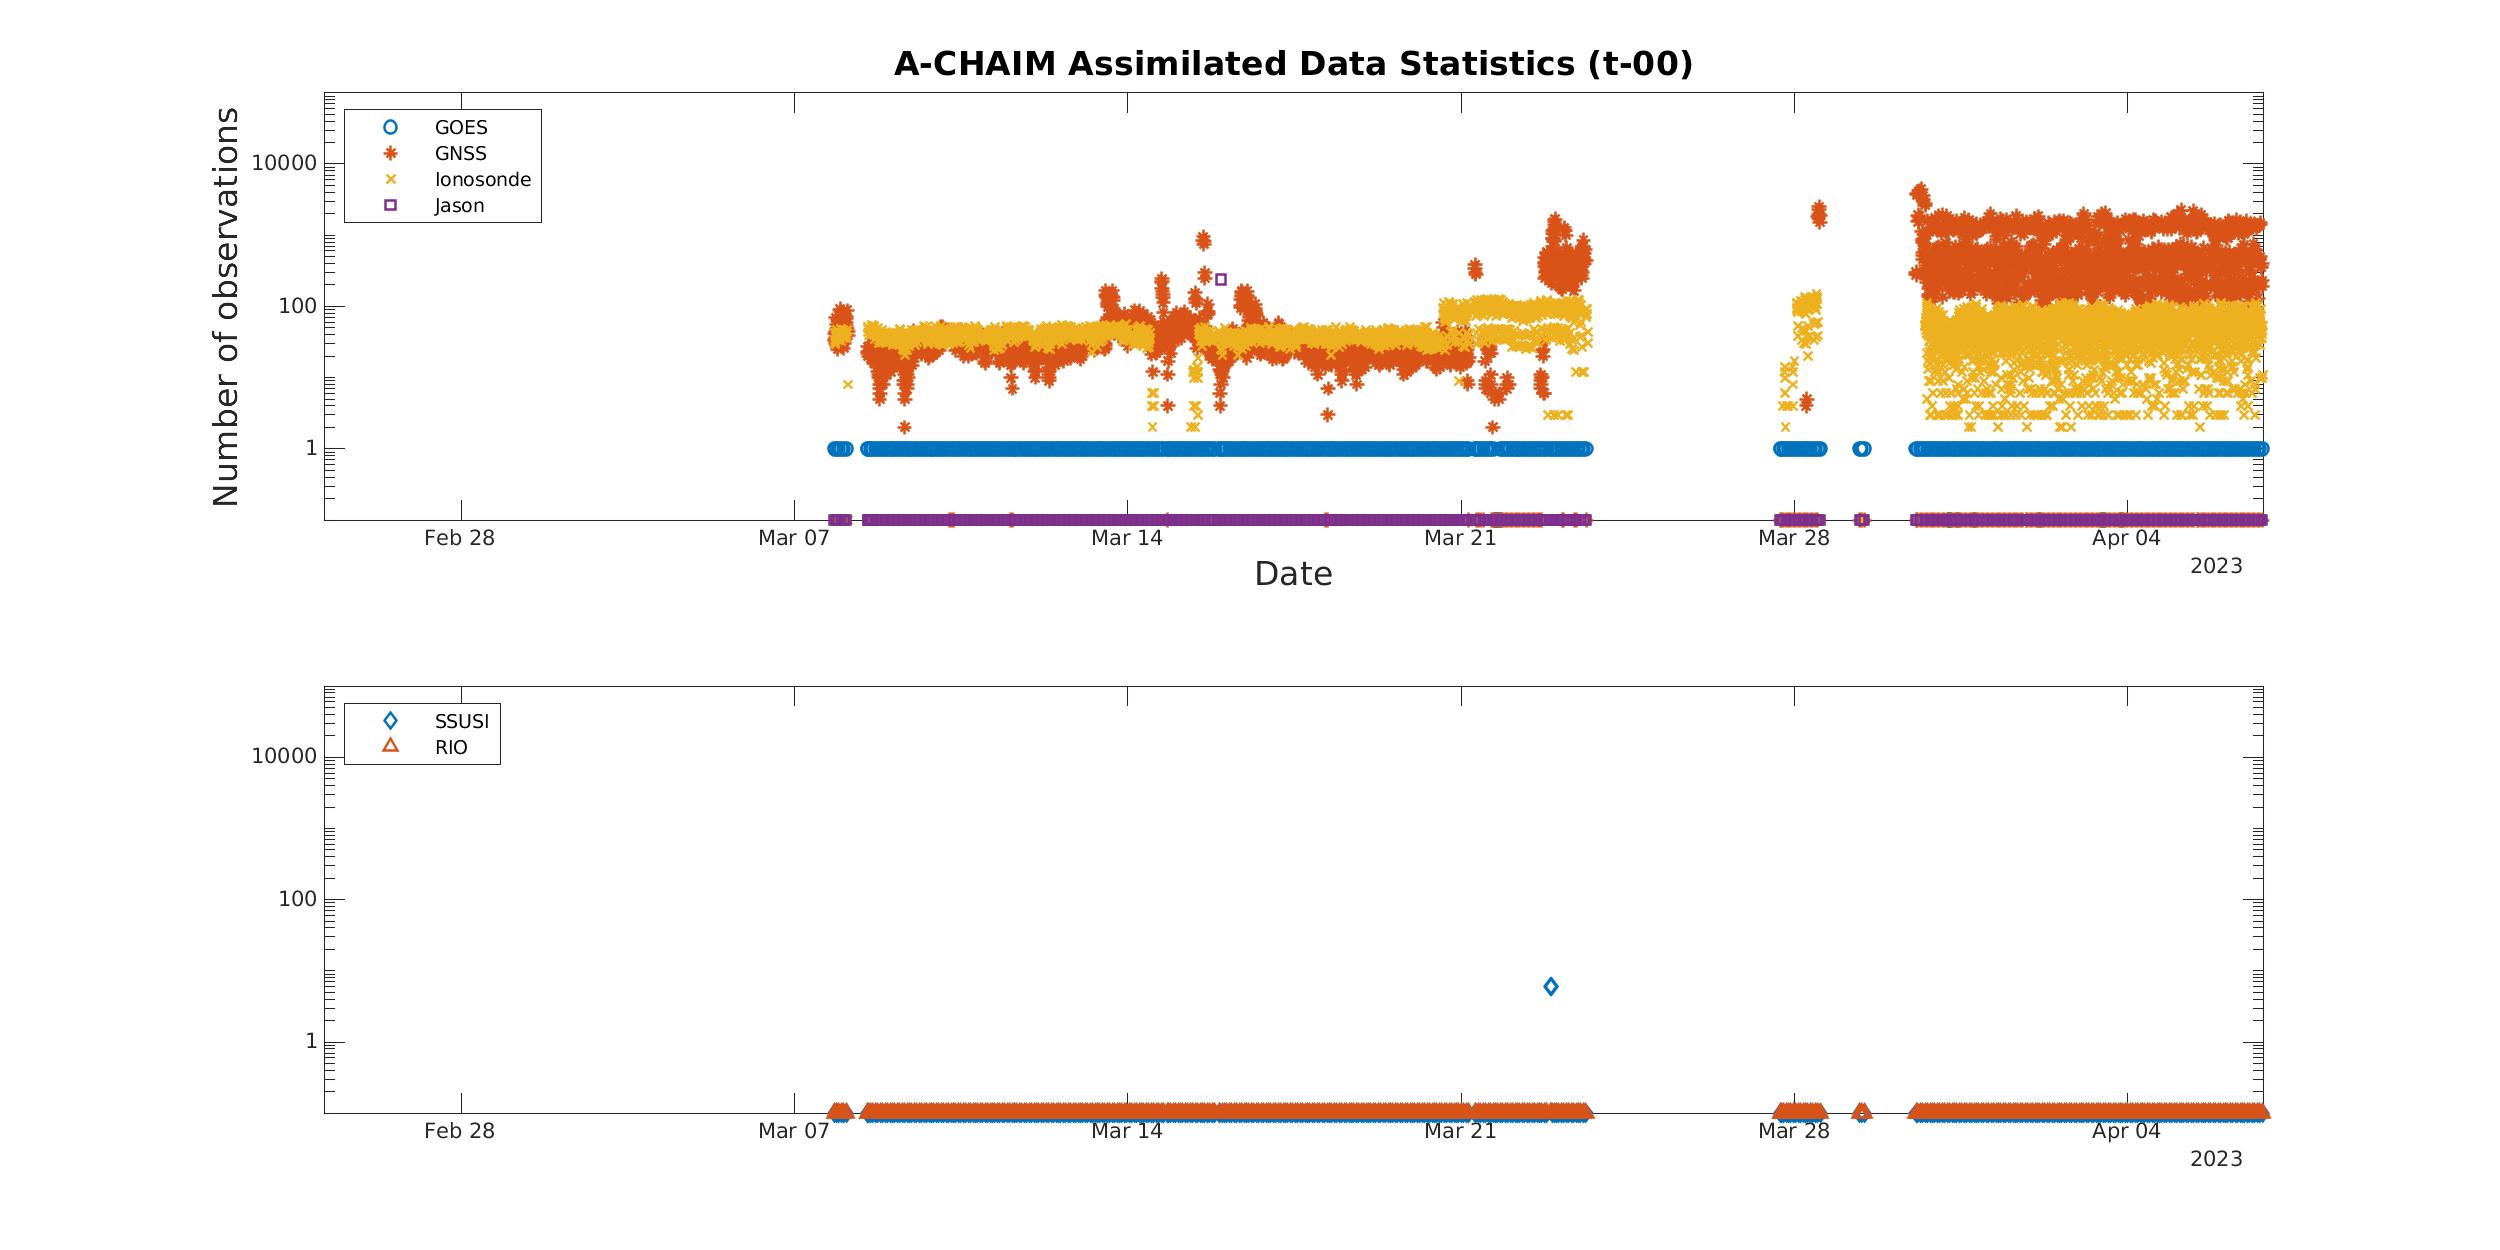 A-CHAIM Assimilated Data Statistics (t-00)
Number of observations
10000
100
1
GOES
GNSS
Ionosonde
Jason
Feb 28 Mar 07 Mar 14 Mar 21 Mar 28 Apr 04
2023
Date
10000
100
1
SSUSI
RIO
Feb 28 Mar 07 Mar 14 Mar 21 Mar 28 Apr 04
2023